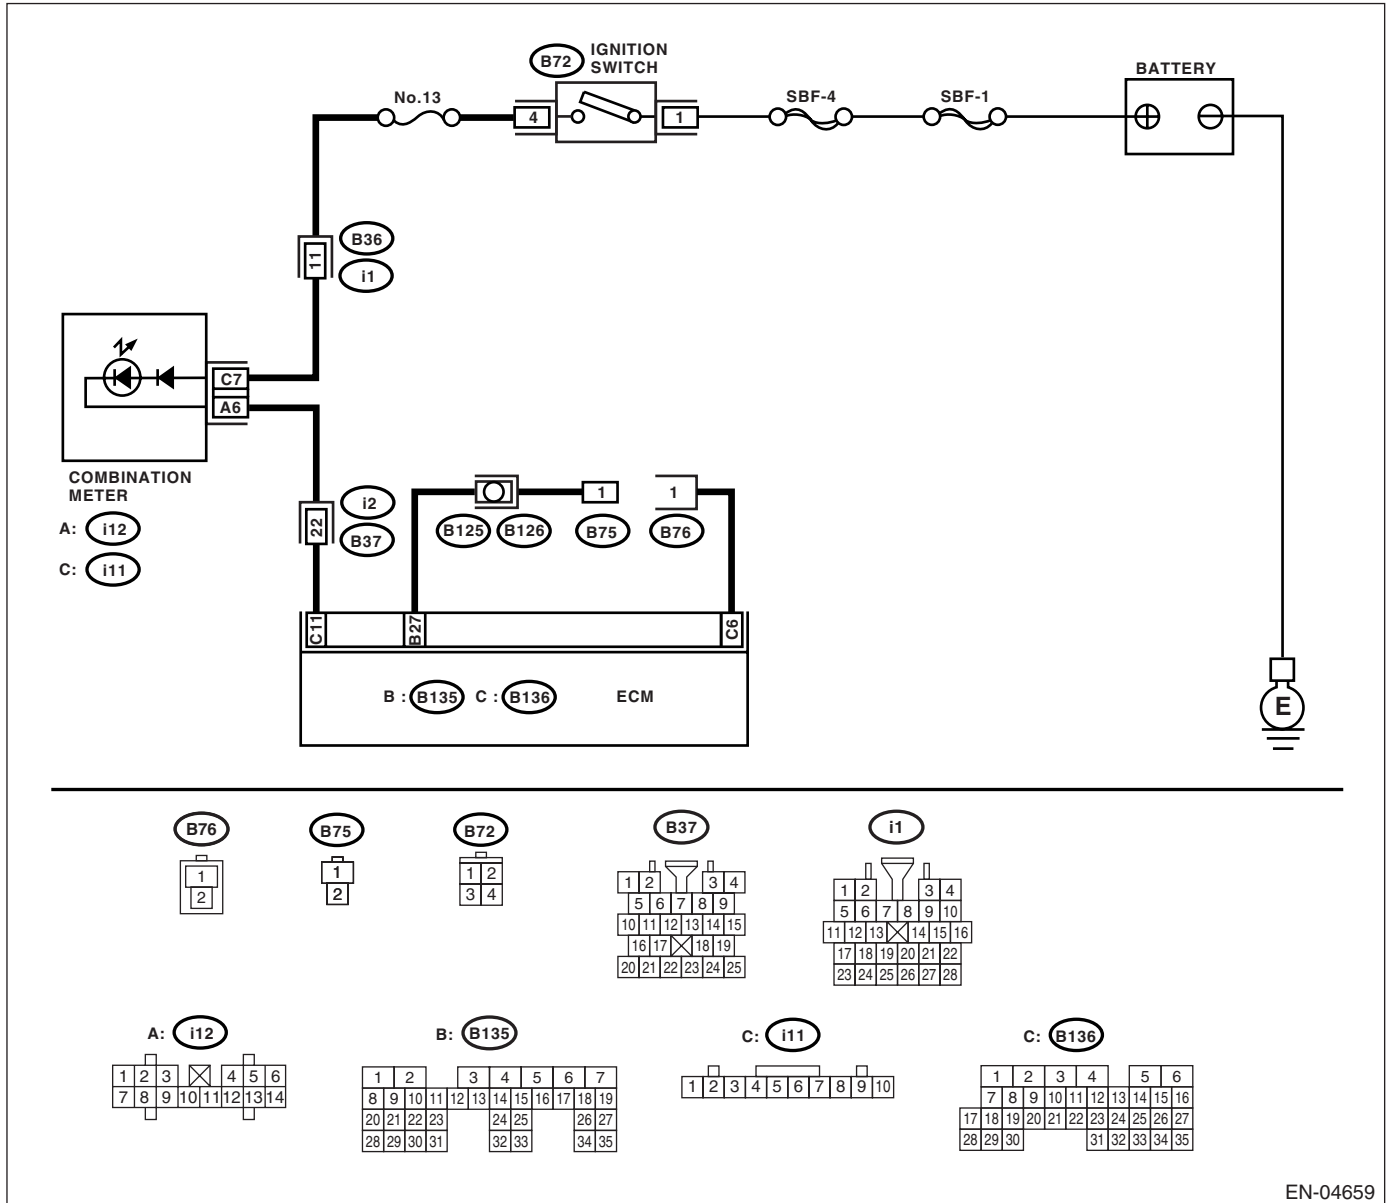 B72 IGNITION
SWITCH
BATTERY
No.13
SBF-4
SBF-1
4
1
11
B36
i1
C7
A6
COMBINATION
METER
A: i12
C: i11
22
i2
B37
1
1
B125
B126
B75
B76
C11
B27
C6
B : B135 C : B136 ECM
E
B76
1
2
B75
1
2
B72
1 2
3 4
B37
1 2 3 4
5 6 7 8 9
10 11 12 13 14 15
16 17 18 19
20 21 22 23 24 25
i1
1 2 3 4
5 6 7 8 9 10
11 12 13 14 15 16
17 18 19 20 21 22
23 24 25 26 27 28
A: i12
1 2 3 4 5 6
7 8 9 10 11 12 13 14
B: B135
1 2 3 4 5 6 7
8 9 10 11 12 13 14 15 16 17 18 19
20 21 22 23 24 25 26 27
28 29 30 31 32 33 34 35
C: i11
1 2 3 4 5 6 7 8 9 10
C: B136
1 2 3 4 5 6
7 8 9 10 11 12 13 14 15 16
17 18 19 20 21 22 23 24 25 26 27
28 29 30 31 32 33 34 35
EN-04659